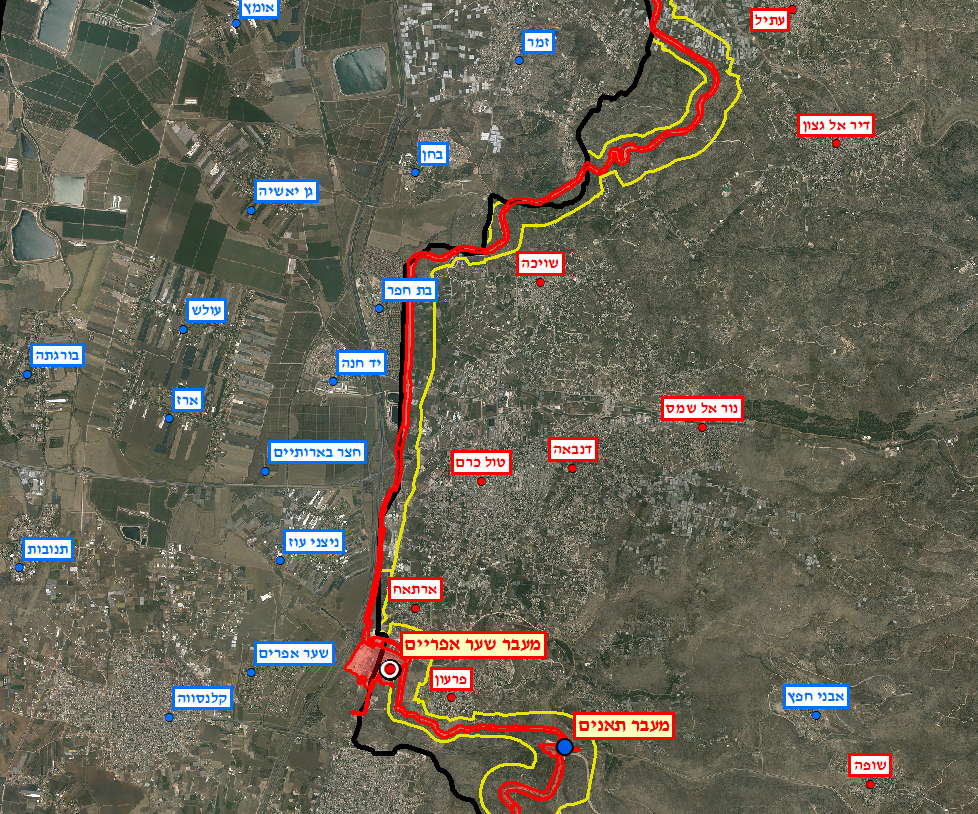 אומץ
עתיל
זמר
דיר אל גצון
בחן
גן יאשיה
שויכה
בת חפר
עולש
בורגתה
יד חנה
ארז
נור אל שמס
חצר בארותיים
טול כרם
דנבאה
ניצני עוז
תנובות
ארתאח
מעבר שער אפריים
שער אפרים
פרעון
קלנסווה
אבני חפץ
מעבר תאנים
שופה